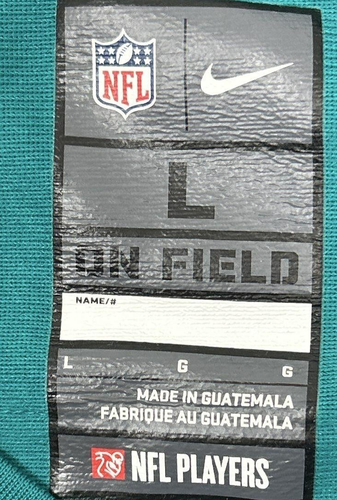 NFL
L
ON FIELD
NAME/#
L G G
MADE IN GUATEMALA
FABRIQUE AU GUATEMALA
NFL PLAYERS